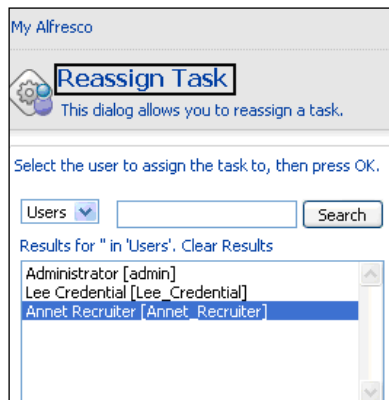 My Alfresco
Reassign Task
This dialog allows you to reassign a task.
Select the user to assign the task to, then press OK.
Users Search
Results for '' in 'Users'. Clear Results
Administrator [admin]
Lee Credential [Lee_Credential]
Annet Recruiter [Annet_Recruiter]